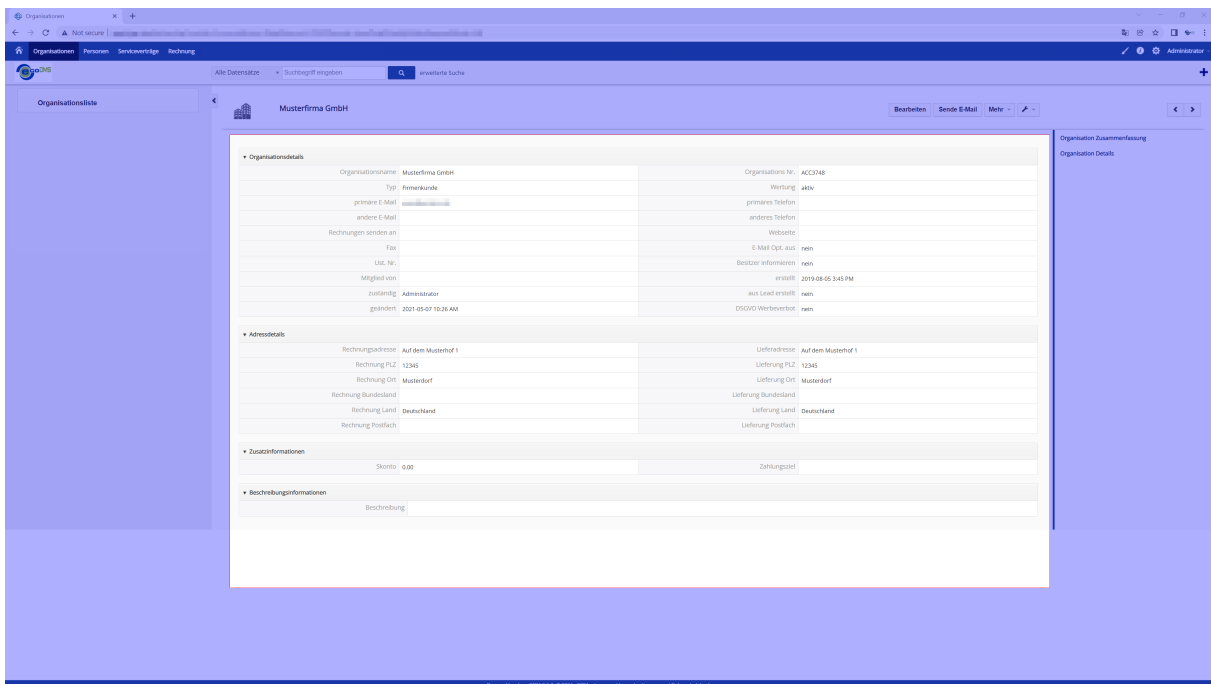 Organisationen
Not secure
Organisationen Personen Serviceverträge Rechnung
Administrator
ecoDMS
Alle Datensätze Suchbegriff eingeben erweiterte Suche
Organisationsliste
Musterfirma GmbH
Bearbeiten Sende E-Mail Mehr
Organisation Zusammenfassung
Organisation Details
Organisationsdetails
Organisationsname Musterfirma GmbH Organisations Nr. ACC3748
Typ Firmenkunde Wertung aktiv
primäre E-Mail primäres Telefon
andere E-Mail anderes Telefon
Rechnungen senden an Webseite
Fax E-Mail Opt. aus nein
Ust. Nr. Besitzer informieren nein
Mitglied von erstellt 2019-08-05 3:45 PM
zuständig Administrator aus Lead erstellt nein
geändert 2021-05-07 10:26 AM DSGVO Werbeverbot nein
Adressdetails
Rechnungsadresse Auf dem Musterhof 1 Lieferadresse Auf dem Musterhof 1
Rechnung PLZ 12345 Lieferung PLZ 12345
Rechnung Ort Musterdorf Lieferung Ort Musterdorf
Rechnung Bundesland Lieferung Bundesland
Rechnung Land Deutschland Lieferung Land Deutschland
Rechnung Postfach Lieferung Postfach
Zusatzinformationen
Skonto 0.00 Zahlungsziel
Beschreibungsinformationen
Beschreibung